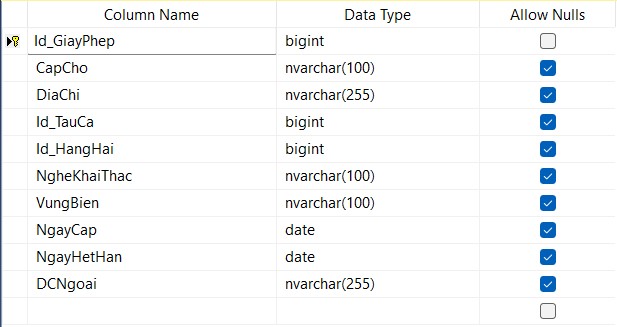 Column Name Data Type Allow Nulls
Id_GiayPhep bigint
CapCho nvarchar(100)
DiaChi nvarchar(255)
Id_TauCa bigint
Id_HangHai bigint
NgheKhaiThac nvarchar(100)
VungBien nvarchar(100)
NgayCap date
NgayHetHan date
DCNgoai nvarchar(255)